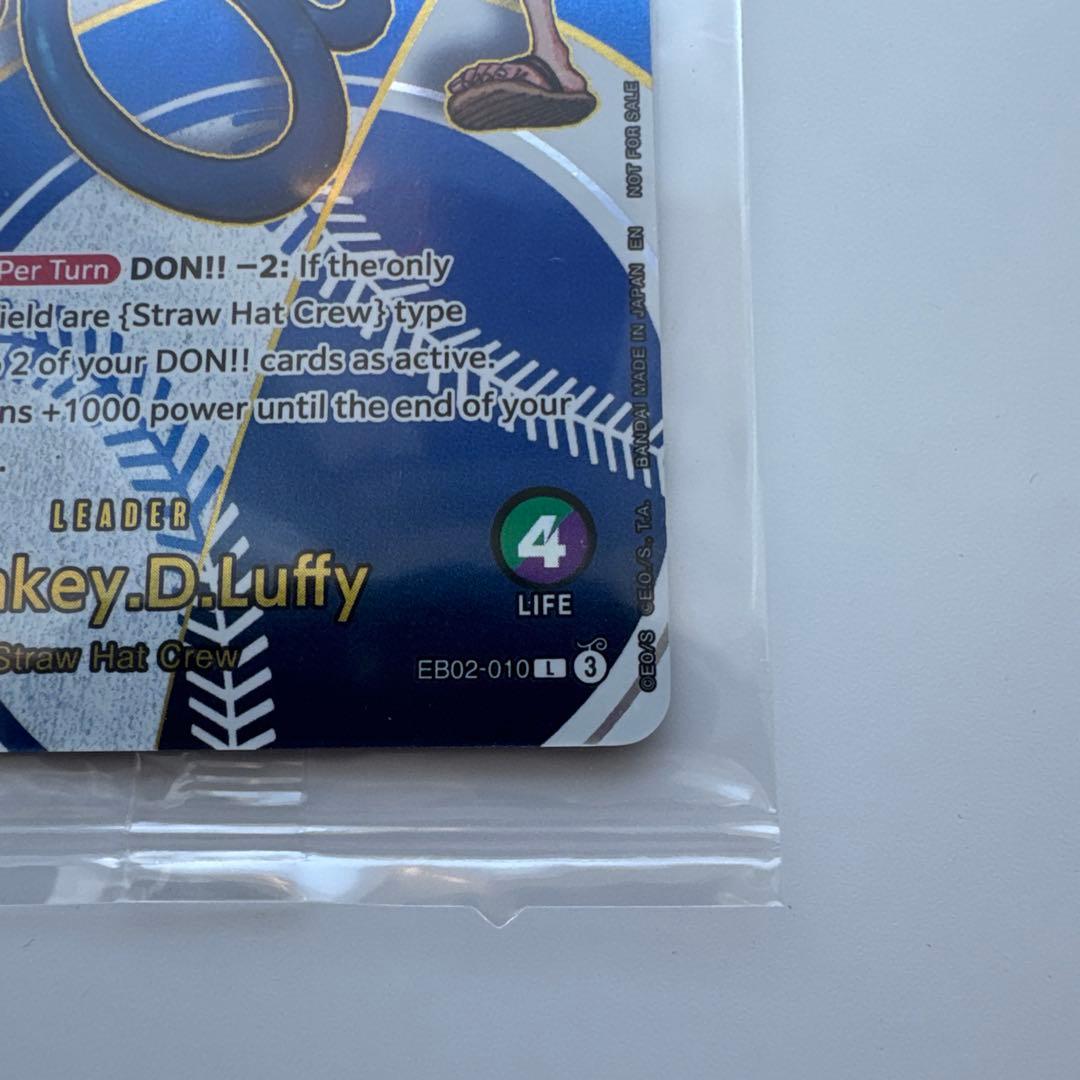 Per Turn DON!! −2: If the only
ield are {Straw Hat Crew} type
2 of your DON!! cards as active.
ns +1000 power until the end of your
.
LEADER
key.D.Luffy
Straw Hat Crew
4
LIFE
EB02-010 L 3
©EO/S ©E.O./S., T.A. BANDAI MADE IN JAPAN EN NOT FOR SALE